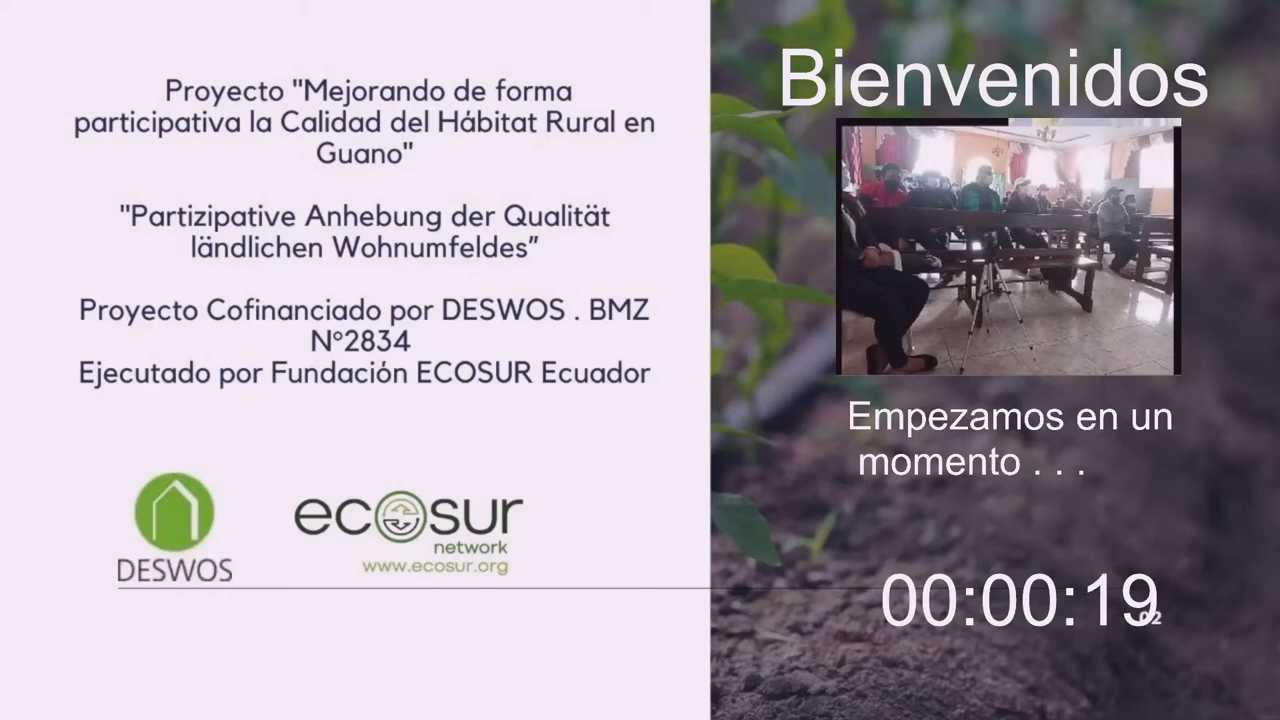 Proyecto "Mejorando de forma
participativa la Calidad del Hábitat Rural en
Guano"
"Partizipative Anhebung der Qualität
ländlichen Wohnumfeldes”
Proyecto Cofinanciado por DESWOS . BMZ
N°2834
Ejecutado por Fundación ECOSUR Ecuador
DESWOS
ecosur
network
www.ecosur.org
Bienvenidos
Empezamos en un
momento . . .
00:00:19
02